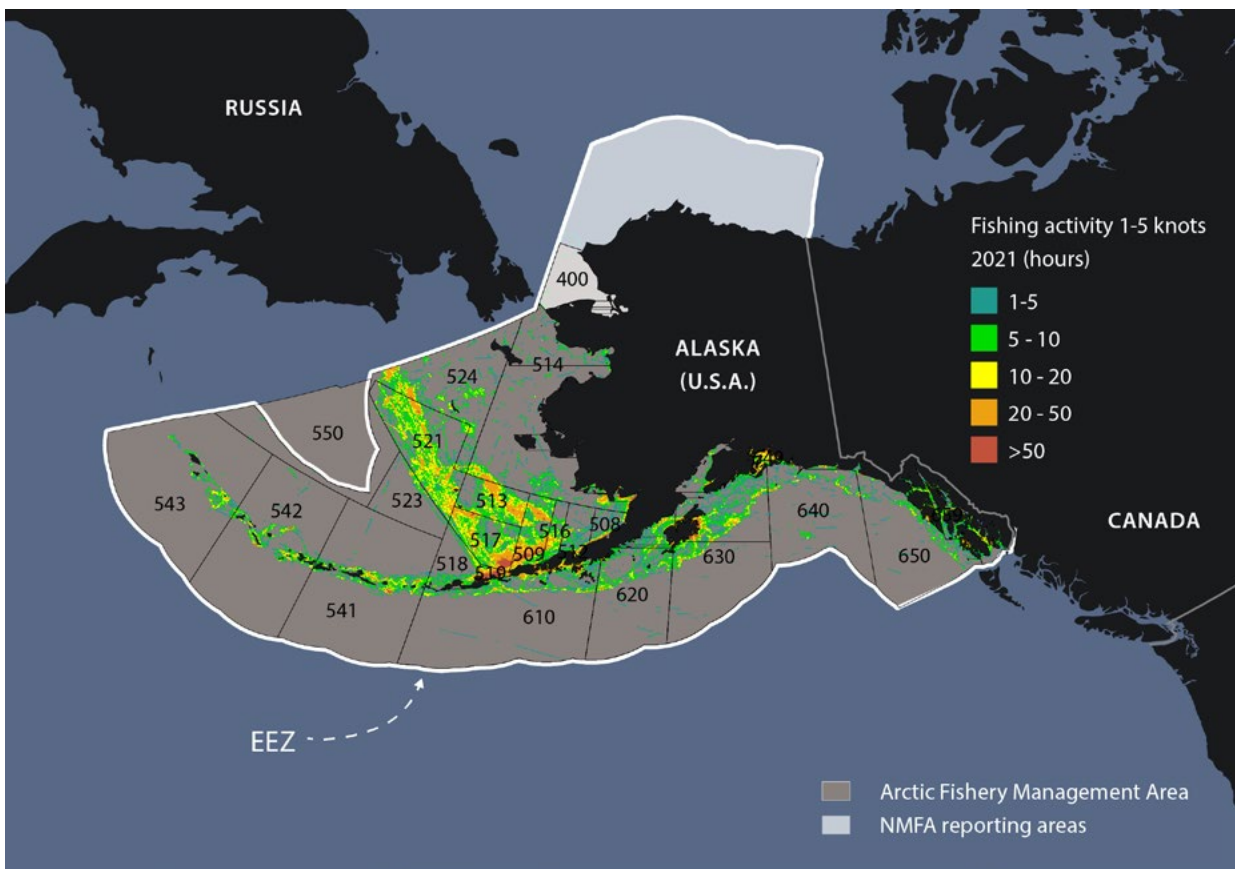 RUSSIA
Fishing activity 1-5 knots
2021 (hours)
1-5
5 - 10
10 - 20
20 - 50
>50
400
ALASKA
(U.S.A.)
514
524
550
521
543
542
523
513
516
508
517
518
509
519
541
610
620
630
640
650
CANADA
EEZ
Arctic Fishery Management Area
NMFA reporting areas